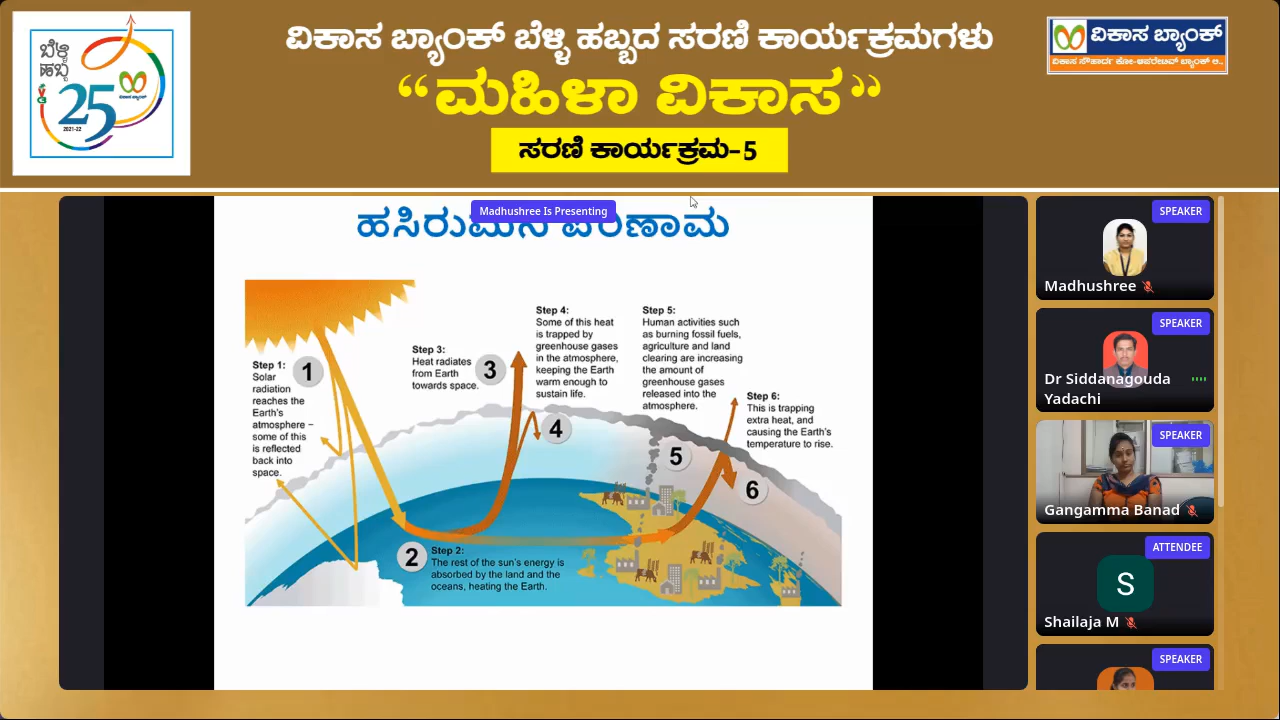 ಬೆಳ್ಳಿ
ಹಬ್ಬ
25
2021-22
ವಿಕಾಸ ಬ್ಯಾಂಕ್ ಬೆಳ್ಳಿ ಹಬ್ಬದ ಸರಣಿ ಕಾರ್ಯಕ್ರಮಗಳು
“ಮಹಿಳಾ ವಿಕಾಸ”
ಸರಣಿ ಕಾರ್ಯಕ್ರಮ-5
ವಿಕಾಸ ಬ್ಯಾಂಕ್
ವಿಕಾಸ ಸೌಹಾರ್ದ ಕೋ-ಆಪರೇಟಿವ್ ಬ್ಯಾಂಕ್ ಲಿ.,
Madhushree Is Presenting
ಹಸಿರುಮನೆ ಪರಿಣಾಮ
Step 1:
Solar
radiation
reaches the
Earth's
atmosphere –
some of this
is reflected
back into
space.
1
2
Step 2:
The rest of the sun's energy is
absorbed by the land and the
oceans, heating the Earth.
Step 3:
Heat radiates
from Earth
towards space.
3
Step 4:
Some of this heat
is trapped by
greenhouse gases
in the atmosphere,
keeping the Earth
warm enough to
sustain life.
4
Step 5:
Human activities such
as burning fossil fuels,
agriculture and land
clearing are increasing
the amount of
greenhouse gases
released into the
atmosphere.
5
Step 6:
This is trapping
extra heat, and
causing the Earth's
temperature to rise.
6
SPEAKER
Madhushree
SPEAKER
Dr Siddanagouda
Yadachi
SPEAKER
Gangamma Banad
ATTENDEE
S
Shailaja M
SPEAKER